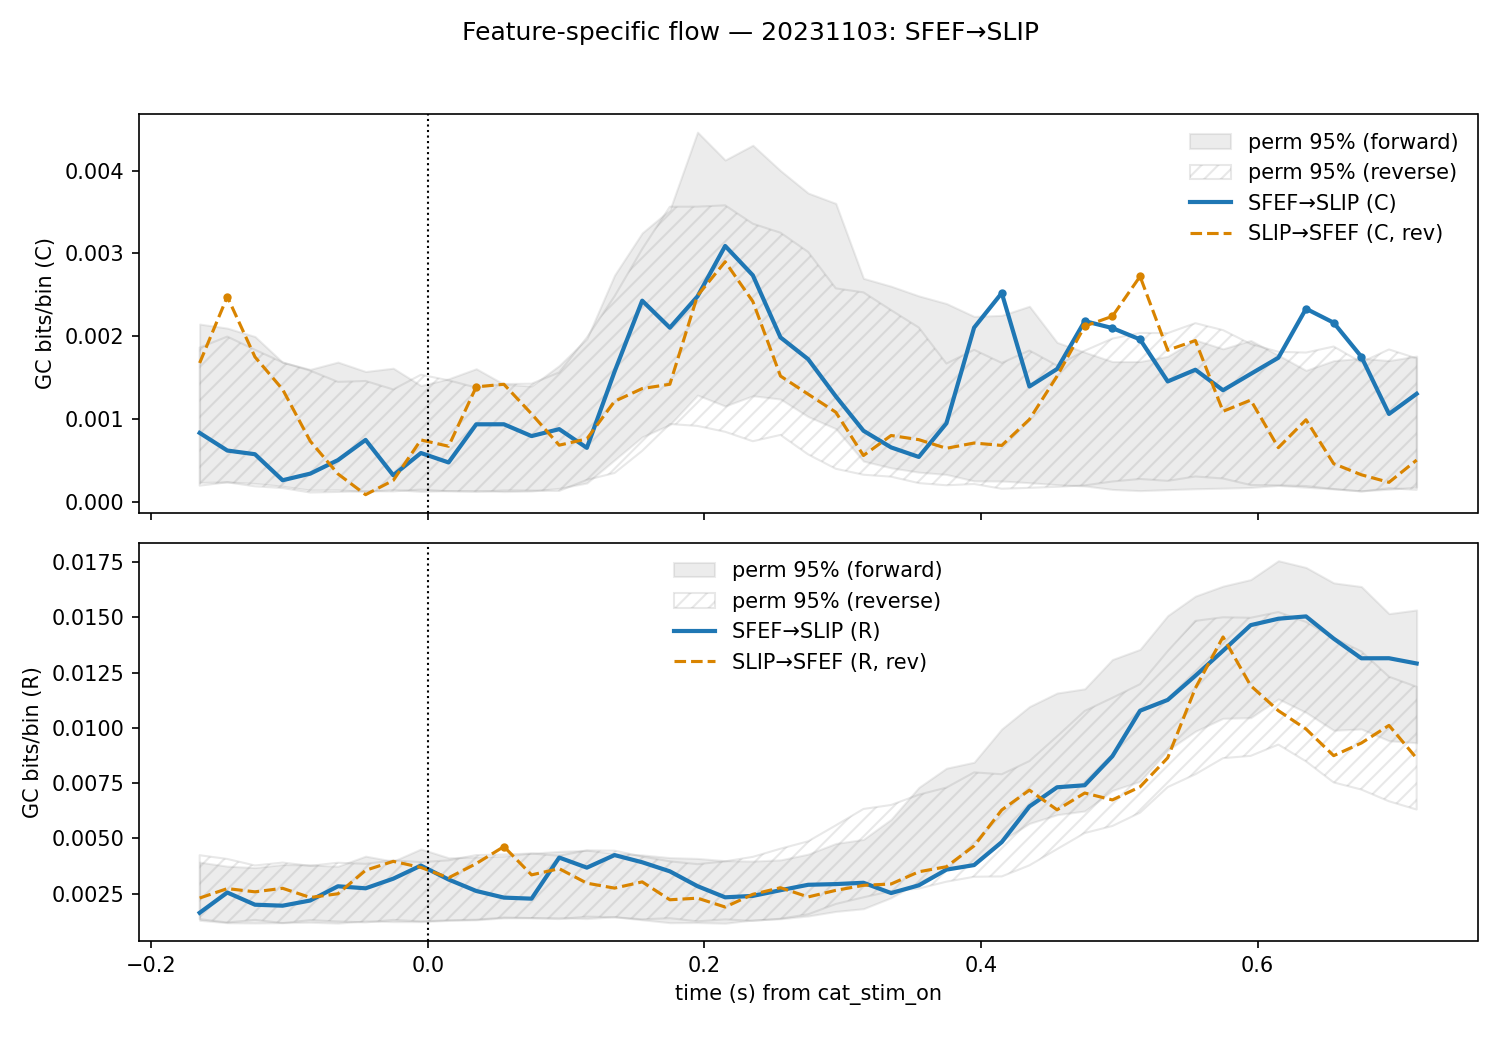 Feature-specific flow — 20231103: SFEF→SLIP
GC bits/bin (C)
0.004
0.003
0.002
0.001
0.000
perm 95% (forward)
perm 95% (reverse)
SFEF→SLIP (C)
SLIP→SFEF (C, rev)
GC bits/bin (R)
0.0175
0.0150
0.0125
0.0100
0.0075
0.0050
0.0025
perm 95% (forward)
perm 95% (reverse)
SFEF→SLIP (R)
SLIP→SFEF (R, rev)
−0.2 0.0 0.2 0.4 0.6
time (s) from cat_stim_on